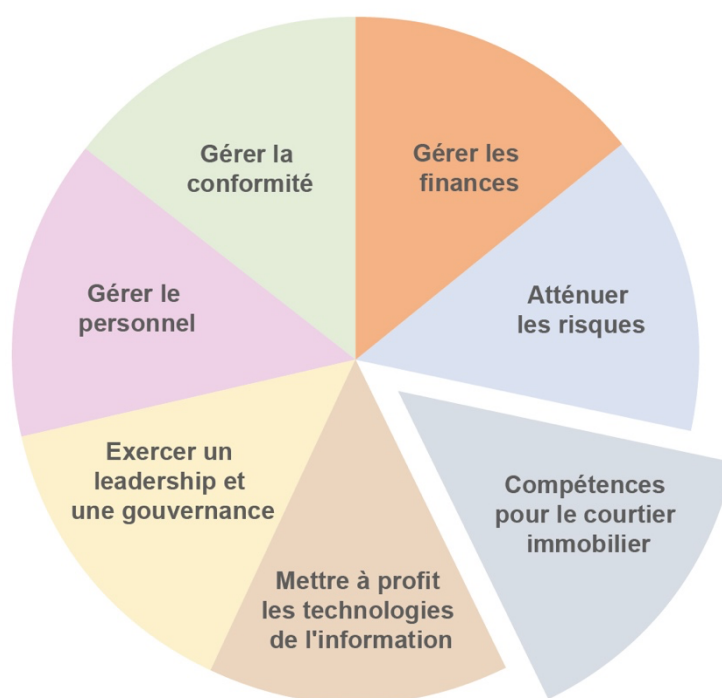 Gérer les
finances
Atténuer
les risques
Compétences
pour le courtier
immobilier
Mettre à profit
les technologies
de l'information
Exercer un
leadership et
une gouvernance
Gérer le
personnel
Gérer la
conformité